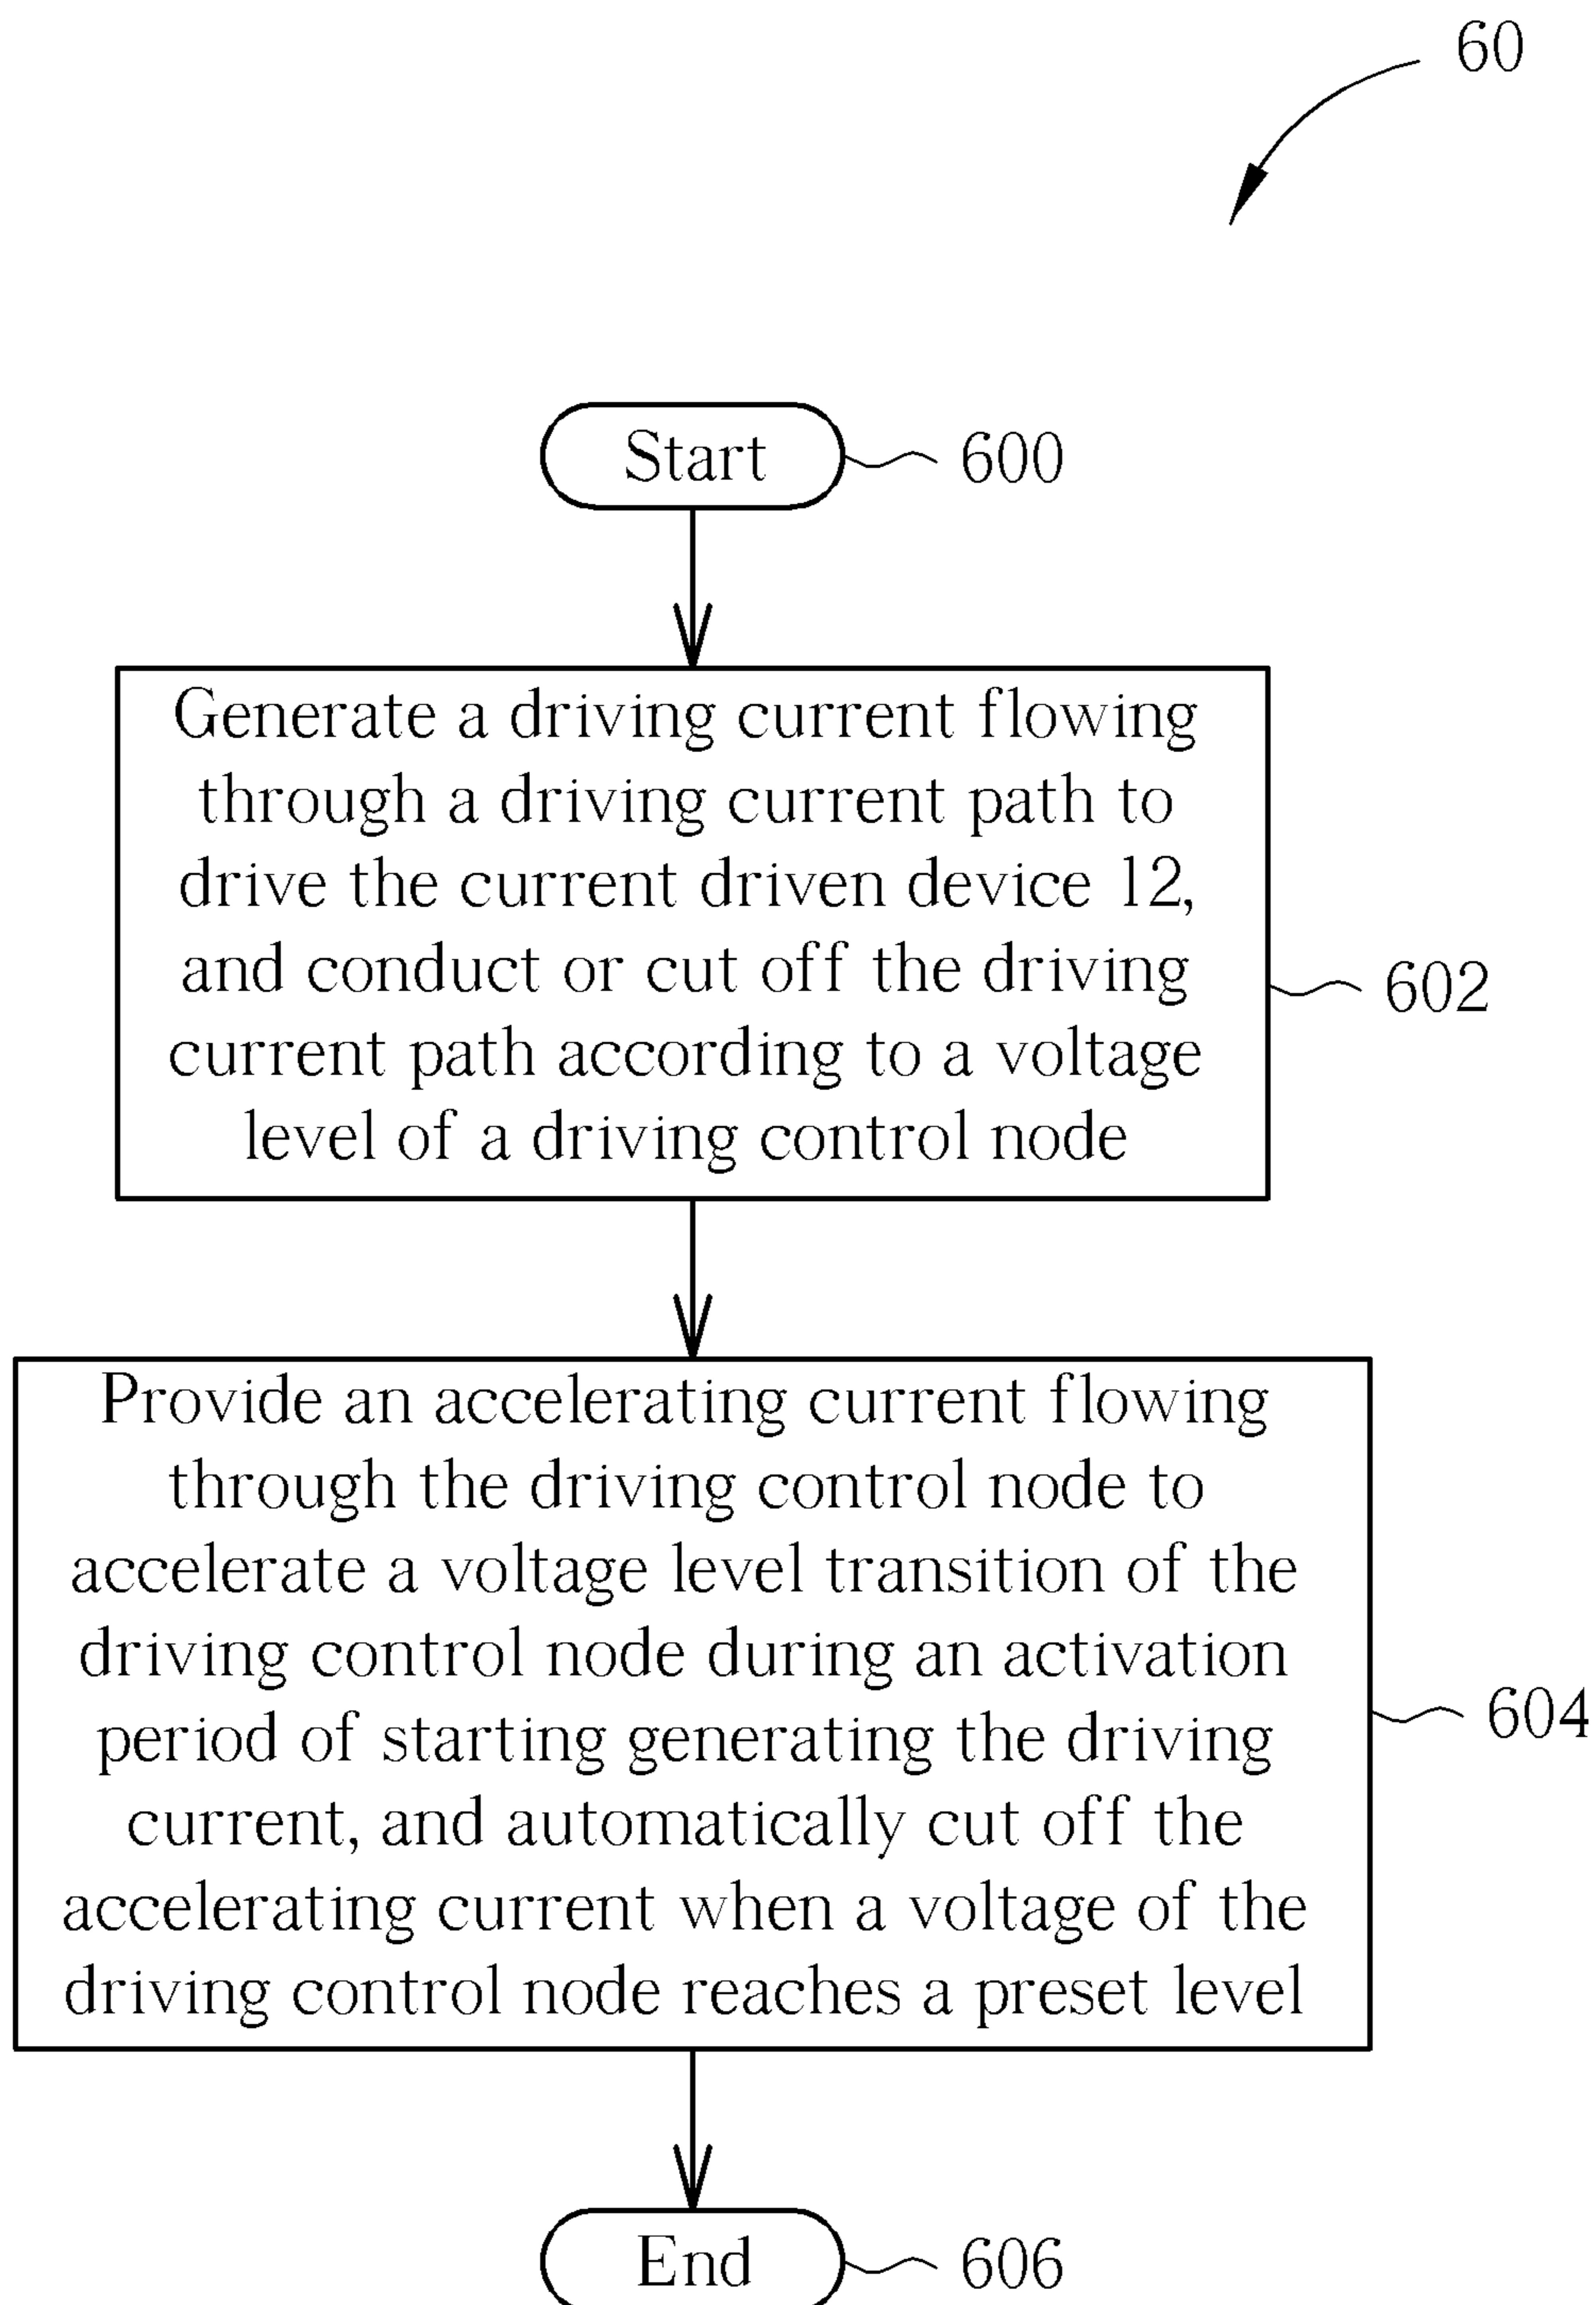 60
Start
600
Generate a driving current flowing
through a driving current path to
drive the current driven device 12,
and conduct or cut off the driving
current path according to a voltage
level of a driving control node
602
Provide an accelerating current flowing
through the driving control node to
accelerate a voltage level transition of the
driving control node during an activation
period of starting generating the driving
current, and automatically cut off the
accelerating current when a voltage of the
driving control node reaches a preset level
604
End
606